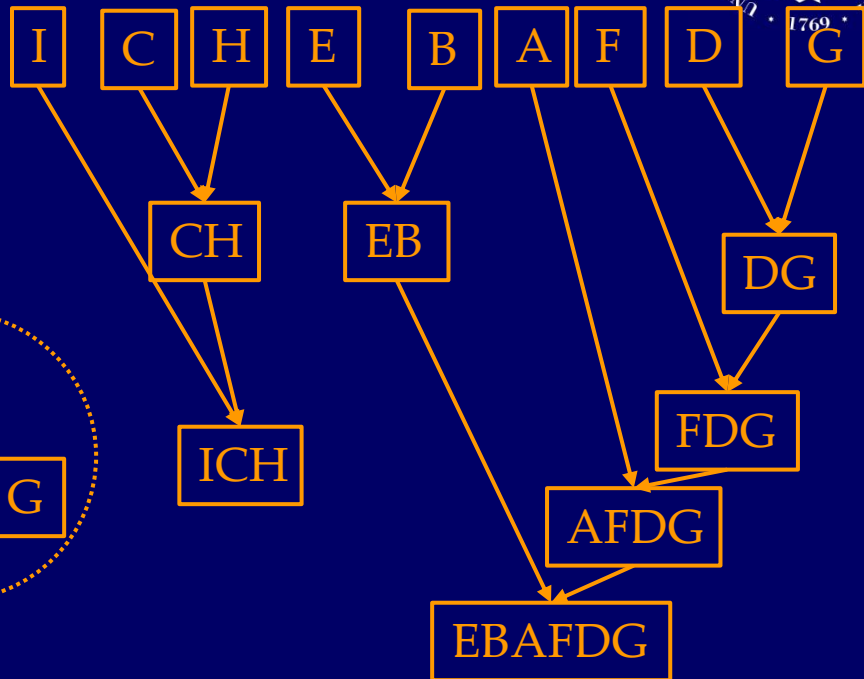 I C H E B A F D G
· 1769 ·
CH EB
DG
FDG
ICH
G
AFDG
EBAFDG